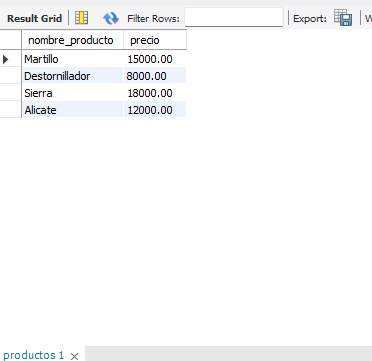 Result Grid Filter Rows: Export: W
nombre_producto precio
Martillo 15000.00
Destornillador 8000.00
Sierra 18000.00
Alicate 12000.00
productos 1